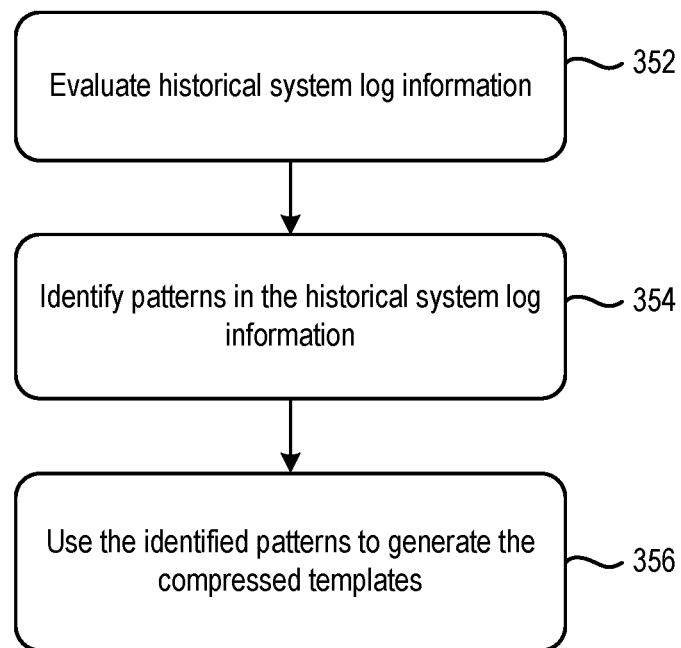 Evaluate historical system log information
352
Identify patterns in the historical system log
information
354
Use the identified patterns to generate the
compressed templates
356